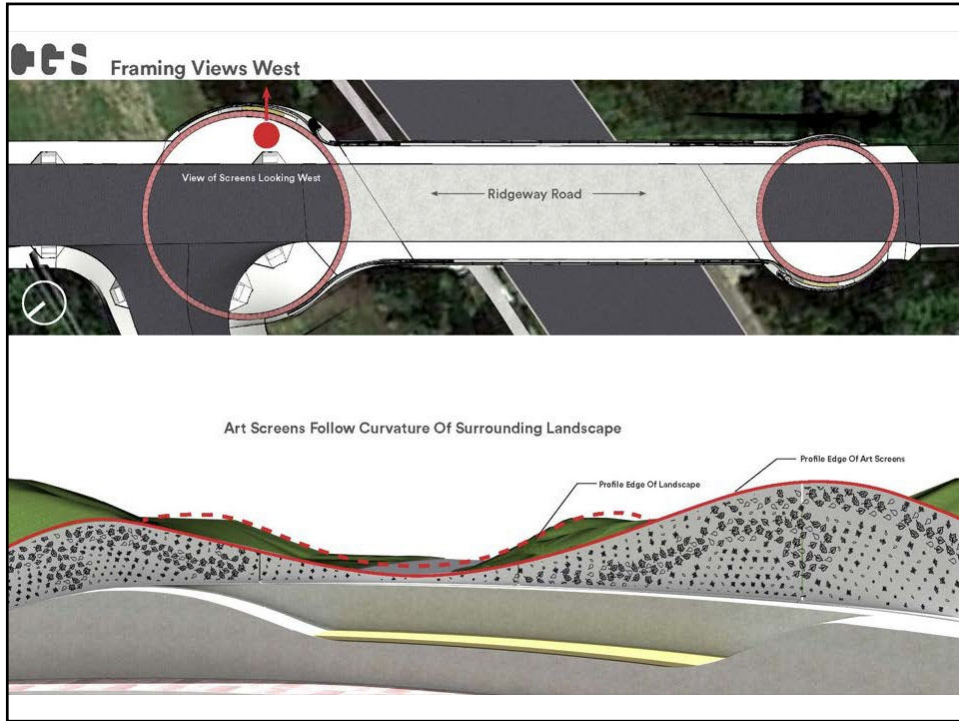 CGS
Framing Views West
View of Screens Looking West
Ridgeway Road
Art Screens Follow Curvature Of Surrounding Landscape
Profile Edge Of Art Screens
Profile Edge Of Landscape